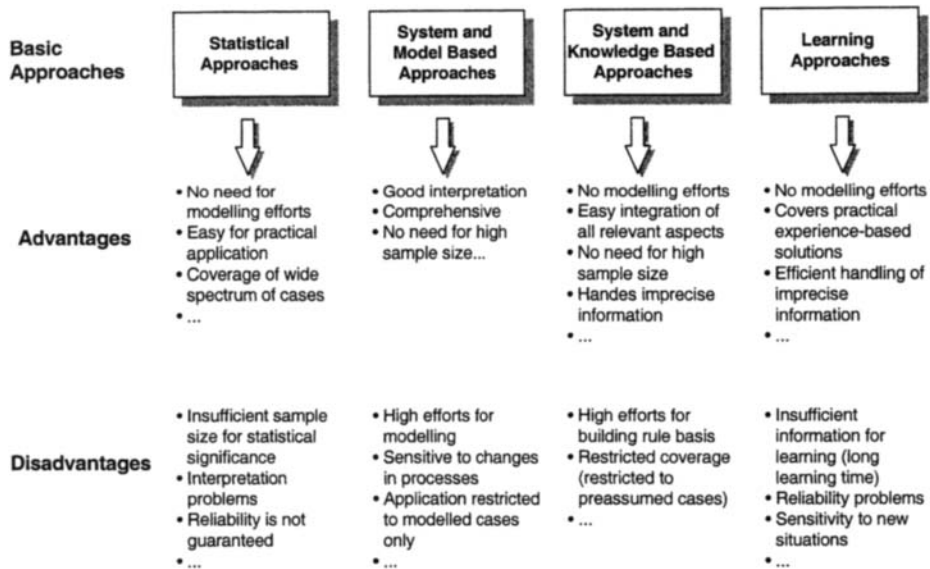 Basic
Approaches
Statistical
Approaches
System and
Model Based
Approaches
System and
Knowledge Based
Approaches
Learning
Approaches
Advantages
• No need for
modelling efforts
• Easy for practical
application
• Coverage of wide
spectrum of cases
• ...
• Good interpretation
• Comprehensive
• No need for high
sample size...
• No modelling efforts
• Easy integration of
all relevant aspects
• No need for high
sample size
• Handes imprecise
information
• ...
• No modelling efforts
• Covers practical
experience-based
solutions
• Efficient handling of
imprecise
information
• ...
Disadvantages
• Insufficient sample
size for statistical
significance
• Interpretation
problems
• Reliability is not
guaranteed
• ...
• High efforts for
modelling
• Sensitive to changes
in processes
• Application restricted
to modelled cases
only
• ...
• High efforts for
building rule basis
• Restricted coverage
(restricted to
preassumed cases)
• ...
• Insufficient
information for
learning (long
learning time)
• Reliability problems
• Sensitivity to new
situations
• ...